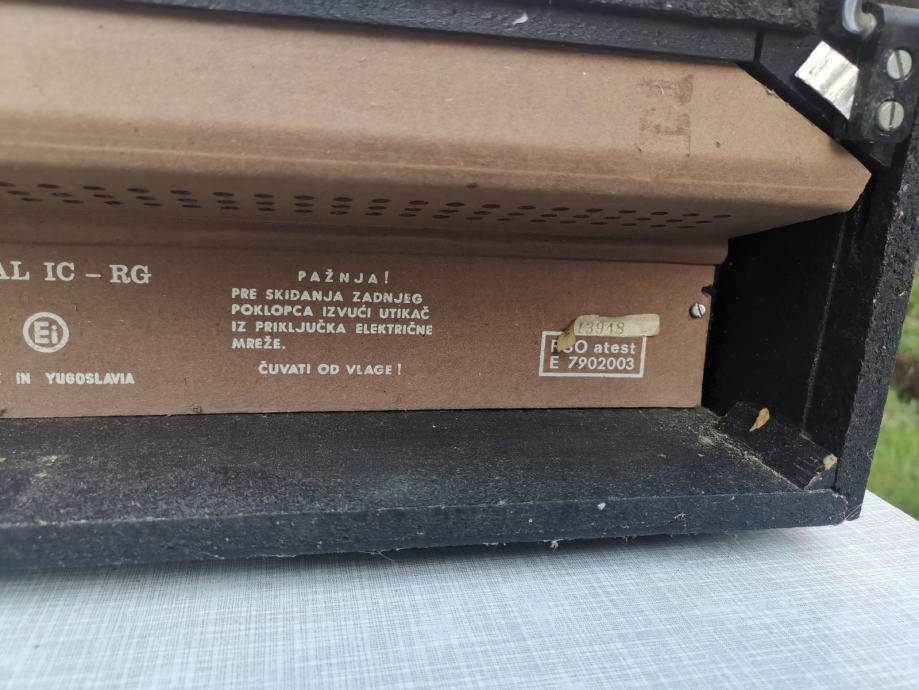 AL IC – RG
Ei
IN YUGOSLAVIA
PAŽNJA!
PRE SKIDANJA ZADNJEG
POKLOPCA IZVUĆI UTIKAČ
IZ PRIKLJUČKA ELEKTRIČNE
MREŽE.
ČUVATI OD VLAGE!
13948
atest
E 7902003